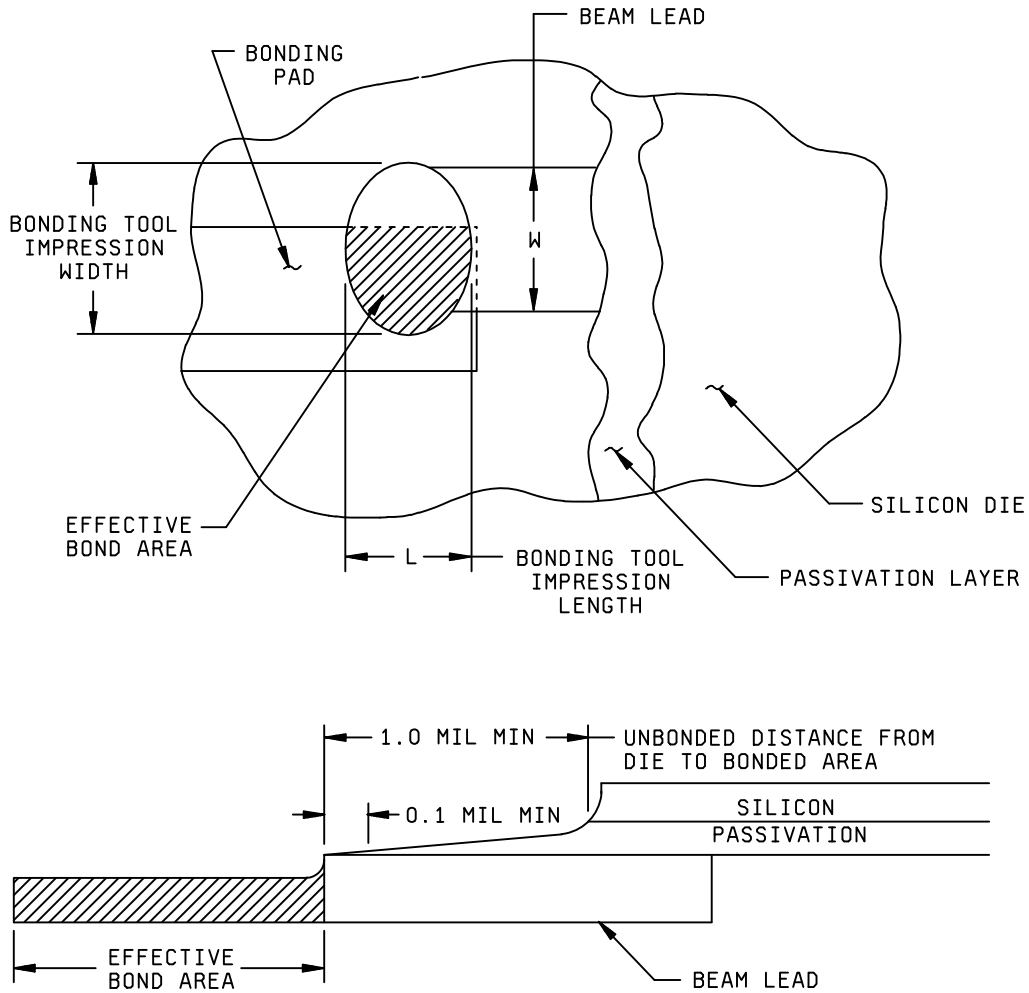 BEAM LEAD
BONDING
PAD
BONDING TOOL
IMPRESSION
WIDTH
W
EFFECTIVE
BOND AREA
L
BONDING TOOL
IMPRESSION
LENGTH
SILICON DIE
PASSIVATION LAYER
1.0 MIL MIN
UNBONDED DISTANCE FROM
DIE TO BONDED AREA
0.1 MIL MIN
SILICON
PASSIVATION
EFFECTIVE
BOND AREA
BEAM LEAD